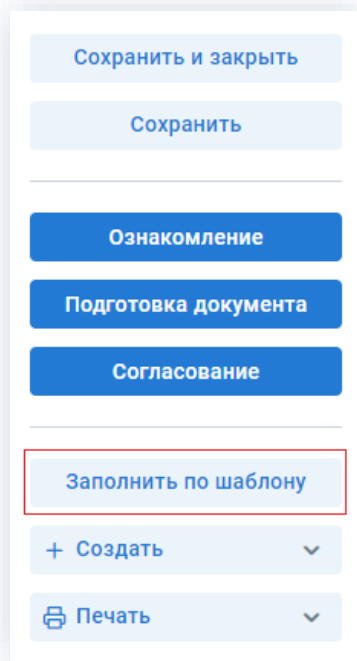 Сохранить и закрыть
Сохранить
Ознакомление
Подготовка документа
Согласование
Заполнить по шаблону
+ Создать
Печать